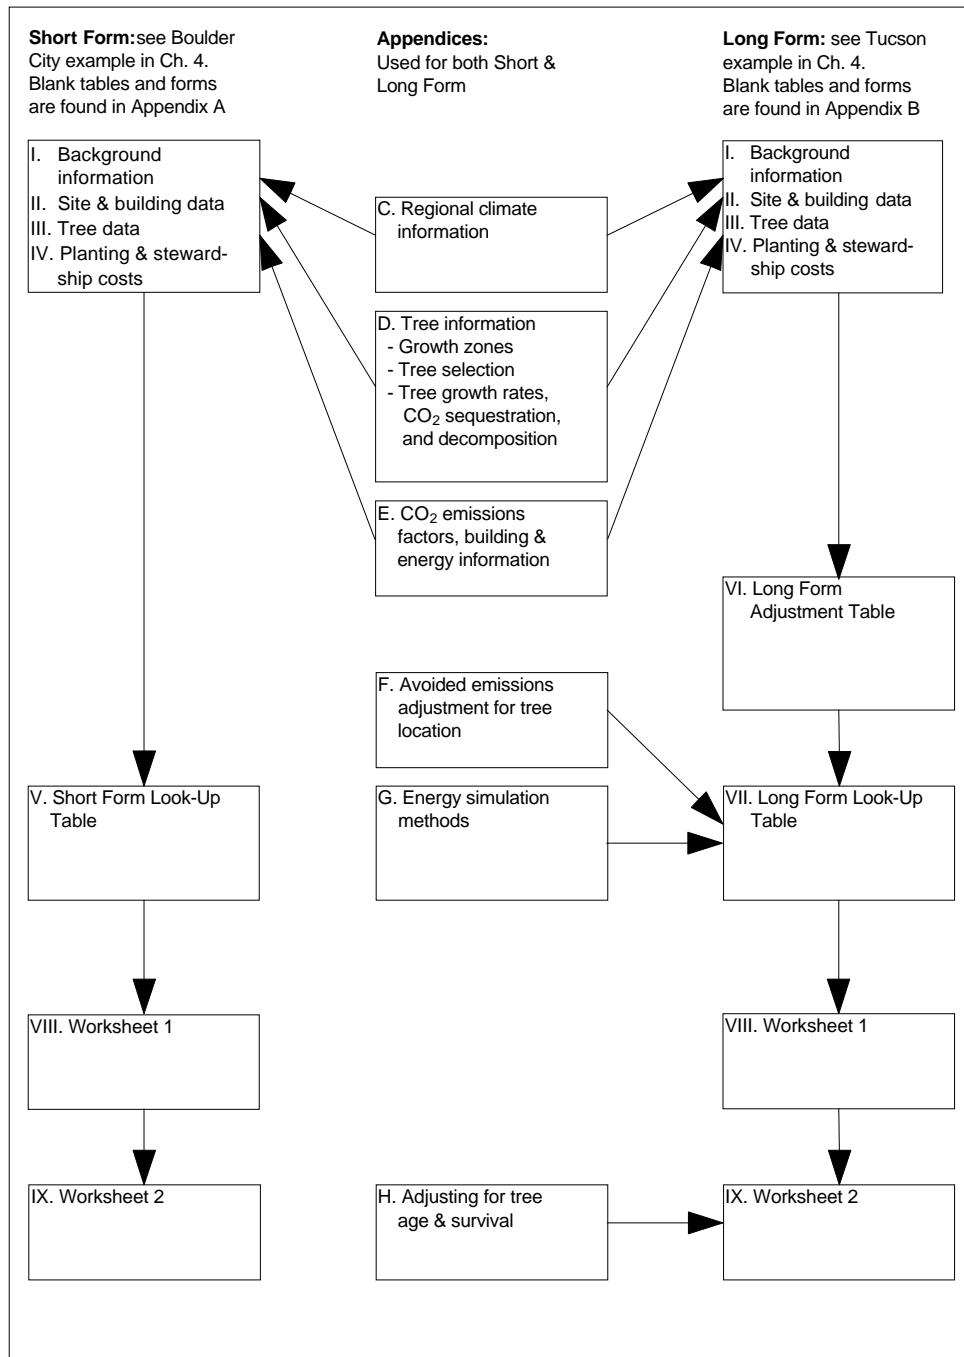 Short Form:see Boulder
City example in Ch. 4.
Blank tables and forms
are found in Appendix A
Appendices:
Used for both Short &
Long Form
Long Form: see Tucson
example in Ch. 4.
Blank tables and forms
are found in Appendix B
I. Background
information
II. Site & building data
III. Tree data
IV. Planting & steward-
ship costs
C. Regional climate
information
I. Background
information
II. Site & building data
III. Tree data
IV. Planting & steward-
ship costs
D. Tree information
- Growth zones
- Tree selection
- Tree growth rates,
CO2 sequestration,
and decomposition
E. CO2 emissions
factors, building &
energy information
VI. Long Form
Adjustment Table
F. Avoided emissions
adjustment for tree
location
V. Short Form Look-Up
Table
G. Energy simulation
methods
VII. Long Form Look-Up
Table
VIII. Worksheet 1
VIII. Worksheet 1
IX. Worksheet 2
H. Adjusting for tree
age & survival
IX. Worksheet 2